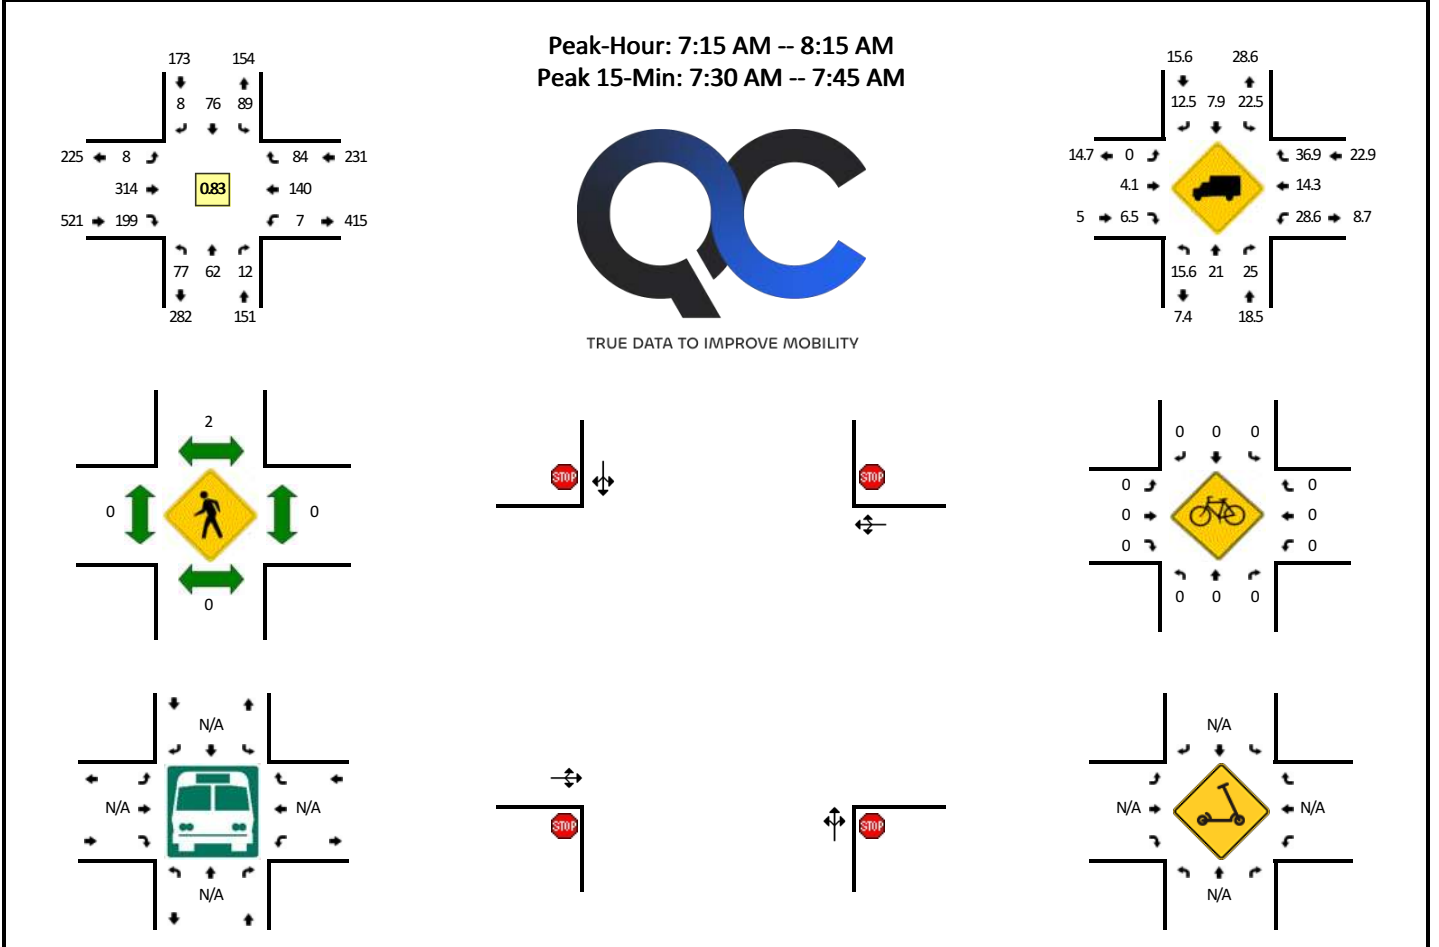 Peak-Hour: 7:15 AM -- 8:15 AM
Peak 15-Min: 7:30 AM -- 7:45 AM
173 154
8 76 89
225 8 84 231
314 0.83 140
521 199 7 415
77 62 12
282 151
TRUE DATA TO IMPROVE MOBILITY
15.6 28.6
12.5 7.9 22.5
14.7 0 36.9 22.9
4.1 14.3
5 6.5 28.6 8.7
15.6 21 25
7.4 18.5
2
0 0
0
STOP STOP
STOP STOP
0 0 0
0 0
0 0
0 0
0 0 0
N/A
N/A N/A
N/A
N/A
N/A N/A
N/A